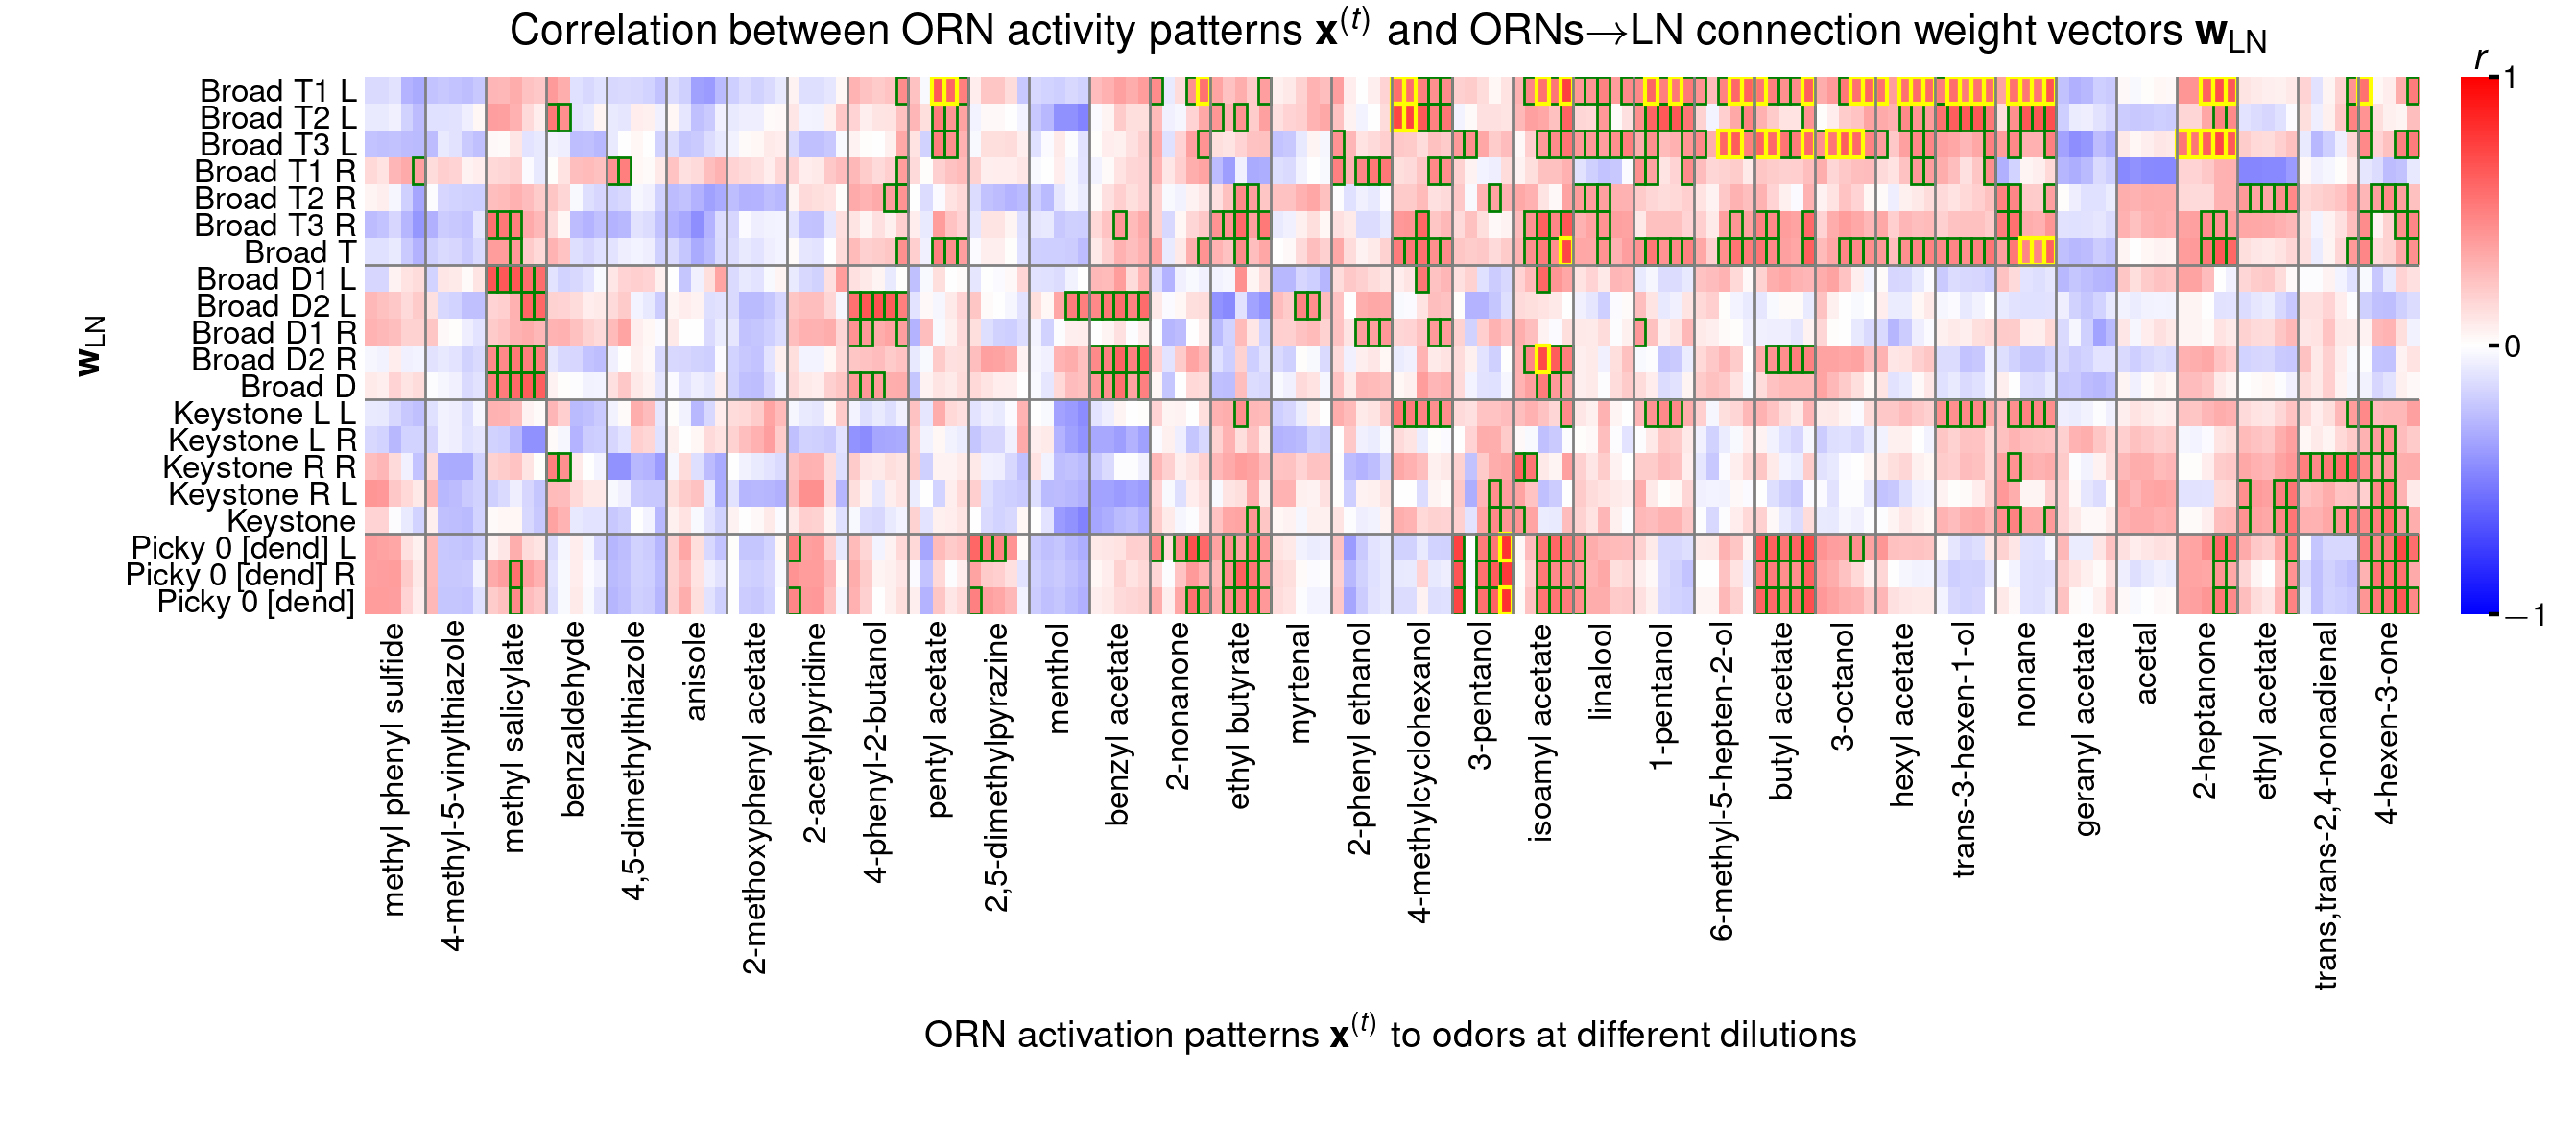 Correlation between ORN activity patterns x^(t) and ORNs→LN connection weight vectors w_LN
r
1
0
−1
w_LN
Broad T1 L
Broad T2 L
Broad T3 L
Broad T1 R
Broad T2 R
Broad T3 R
Broad T
Broad D1 L
Broad D2 L
Broad D1 R
Broad D2 R
Broad D
Keystone L L
Keystone L R
Keystone R R
Keystone R L
Keystone
Picky 0 [dend] L
Picky 0 [dend] R
Picky 0 [dend]
methyl phenyl sulfide
4-methyl-5-vinylthiazole
methyl salicylate
benzaldehyde
4,5-dimethylthiazole
anisole
2-methoxyphenyl acetate
2-acetylpyridine
4-phenyl-2-butanol
pentyl acetate
2,5-dimethylpyrazine
menthol
benzyl acetate
2-nonanone
ethyl butyrate
myrtenal
2-phenyl ethanol
4-methylcyclohexanol
3-pentanol
isoamyl acetate
linalool
1-pentanol
6-methyl-5-hepten-2-ol
butyl acetate
3-octanol
hexyl acetate
trans-3-hexen-1-ol
nonane
geranyl acetate
acetal
2-heptanone
ethyl acetate
trans,trans-2,4-nonadienal
4-hexen-3-one
ORN activation patterns x^(t) to odors at different dilutions